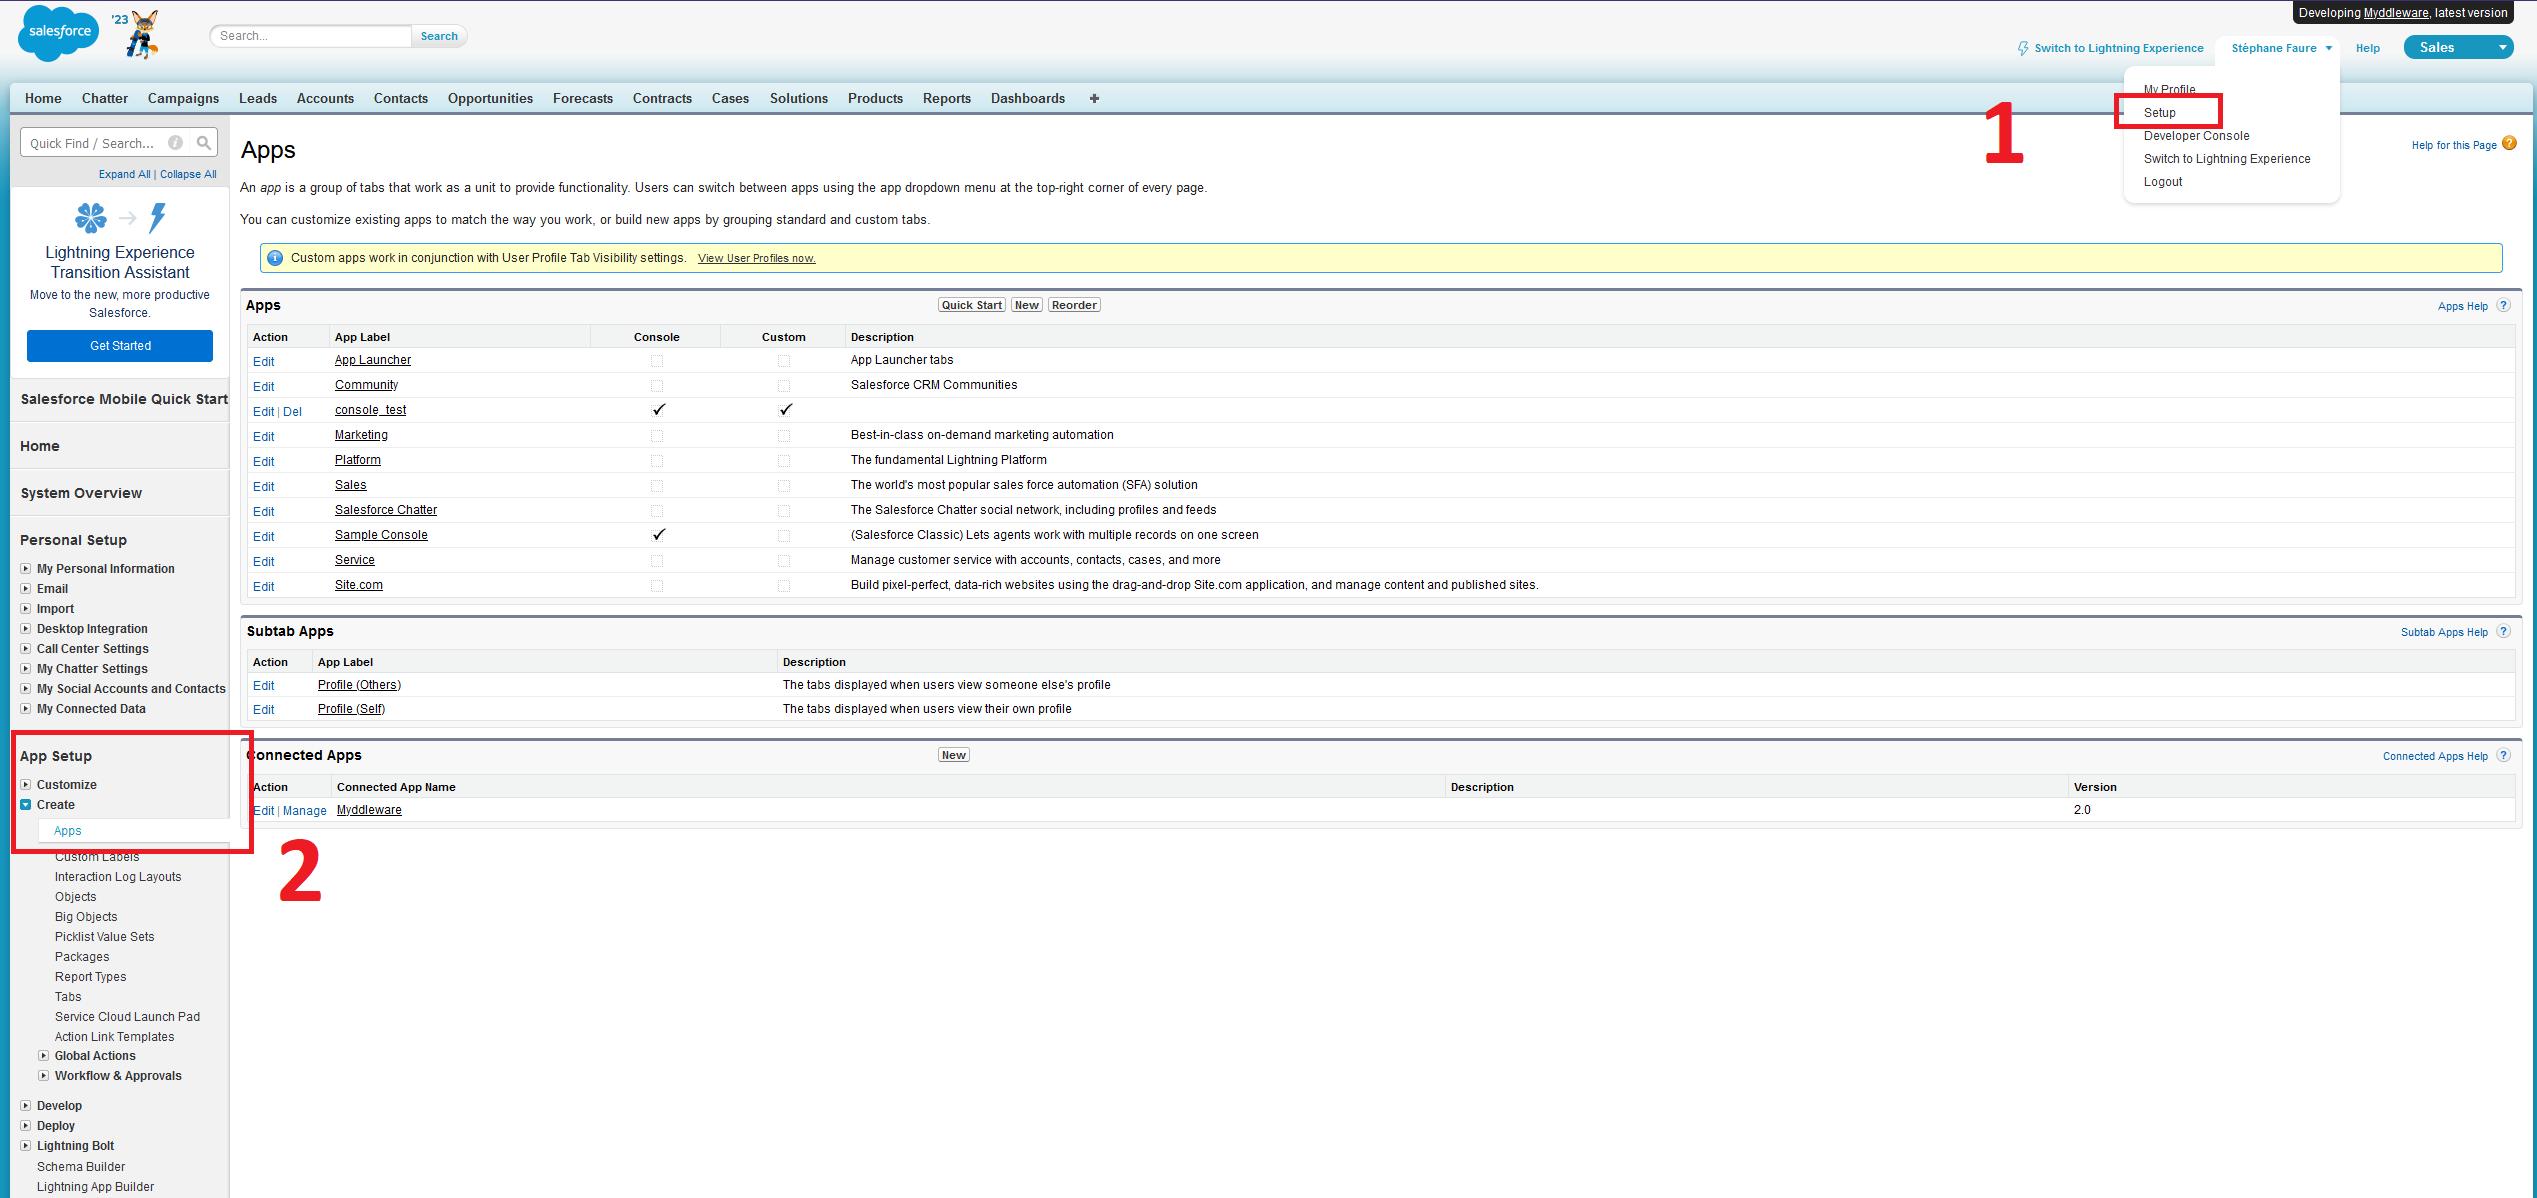 Developing Myddleware, latest version
salesforce
'23
Search...
Search
Switch to Lightning Experience
Stéphane Faure
Help
Sales
Home Chatter Campaigns Leads Accounts Contacts Opportunities Forecasts Contracts Cases Solutions Products Reports Dashboards +
My Profile
Setup
Developer Console
Switch to Lightning Experience
Logout
1
Quick Find / Search...
Expand All | Collapse All
Lightning Experience
Transition Assistant
Move to the new, more productive
Salesforce.
Get Started
Salesforce Mobile Quick Start
Home
System Overview
Personal Setup
My Personal Information
Email
Import
Desktop Integration
Call Center Settings
My Chatter Settings
My Social Accounts and Contacts
My Connected Data
App Setup
Customize
Create
Apps
Custom Labels
Interaction Log Layouts
Objects
Big Objects
Picklist Value Sets
Packages
Report Types
Tabs
Service Cloud Launch Pad
Action Link Templates
Global Actions
Workflow & Approvals
Develop
Deploy
Lightning Bolt
Schema Builder
Lightning App Builder
2
Apps
Help for this Page ?
An app is a group of tabs that work as a unit to provide functionality. Users can switch between apps using the app dropdown menu at the top-right corner of every page.
You can customize existing apps to match the way you work, or build new apps by grouping standard and custom tabs.
Custom apps work in conjunction with User Profile Tab Visibility settings. View User Profiles now.
Apps Quick Start New Reorder Apps Help ?
Action App Label Console Custom Description
Edit App Launcher App Launcher tabs
Edit Community Salesforce CRM Communities
Edit | Del console_test
Edit Marketing Best-in-class on-demand marketing automation
Edit Platform The fundamental Lightning Platform
Edit Sales The world's most popular sales force automation (SFA) solution
Edit Salesforce Chatter The Salesforce Chatter social network, including profiles and feeds
Edit Sample Console (Salesforce Classic) Lets agents work with multiple records on one screen
Edit Service Manage customer service with accounts, contacts, cases, and more
Edit Site.com Build pixel-perfect, data-rich websites using the drag-and-drop Site.com application, and manage content and published sites.
Subtab Apps Subtab Apps Help ?
Action App Label Description
Edit Profile (Others) The tabs displayed when users view someone else's profile
Edit Profile (Self) The tabs displayed when users view their own profile
Connected Apps New Connected Apps Help ?
Action Connected App Name Description Version
Edit | Manage Myddleware 2.0